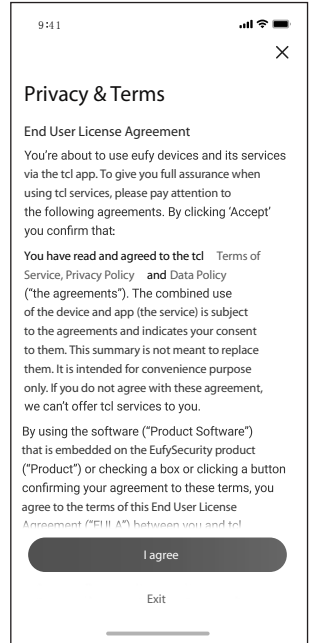 9:41
Privacy & Terms
End User License Agreement
You're about to use eufy devices and its services
via the tcl app. To give you full assurance when
using tcl services, please pay attention to
the following agreements. By clicking 'Accept'
you confirm that:
You have read and agreed to the tcl Terms of
Service, Privacy Policy and Data Policy
("the agreements"). The combined use
of the device and app (the service) is subject
to the agreements and indicates your consent
to them. This summary is not meant to replace
them. It is intended for convenience purpose
only. If you do not agree with these agreement,
we can't offer tcl services to you.
By using the software ("Product Software")
that is embedded on the EufySecurity product
("Product") or checking a box or clicking a button
confirming your agreement to these terms, you
agree to the terms of this End User License
Agreement ("EULA") between you and tcl
I agree
Exit